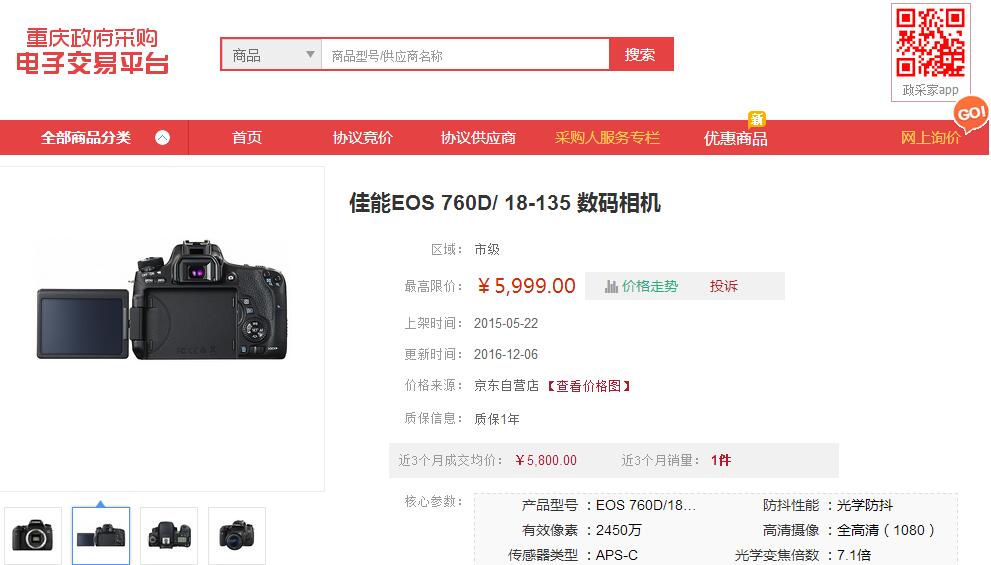 重庆政府采购
电子交易平台
商品 商品型号/供应商名称 搜索
政采家app
全部商品分类 首页 协议竞价 协议供应商 采购人服务专栏 优惠商品 新 网上询价 GO!
佳能EOS 760D/ 18-135 数码相机
区域： 市级
最高限价： ￥5,999.00 价格走势 投诉
上架时间： 2015-05-22
更新时间： 2016-12-06
价格来源： 京东自营店 【查看价格图】
质保信息： 质保1年
近3个月成交均价： ￥5,800.00 近3个月销量： 1件
核心参数： 产品型号 ：EOS 760D/18... 防抖性能 ：光学防抖
有效像素 ：2450万 高清摄像 ：全高清（1080）
传感器类型 ：APS-C 光学变焦倍数 ：7.1倍